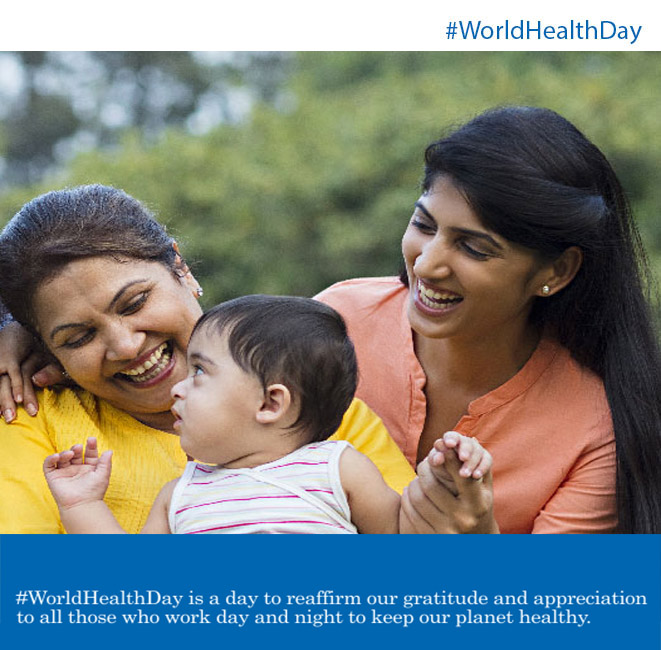 #WorldHealthDay
#WorldHealthDay is a day to reaffirm our gratitude and appreciation
to all those who work day and night to keep our planet healthy.